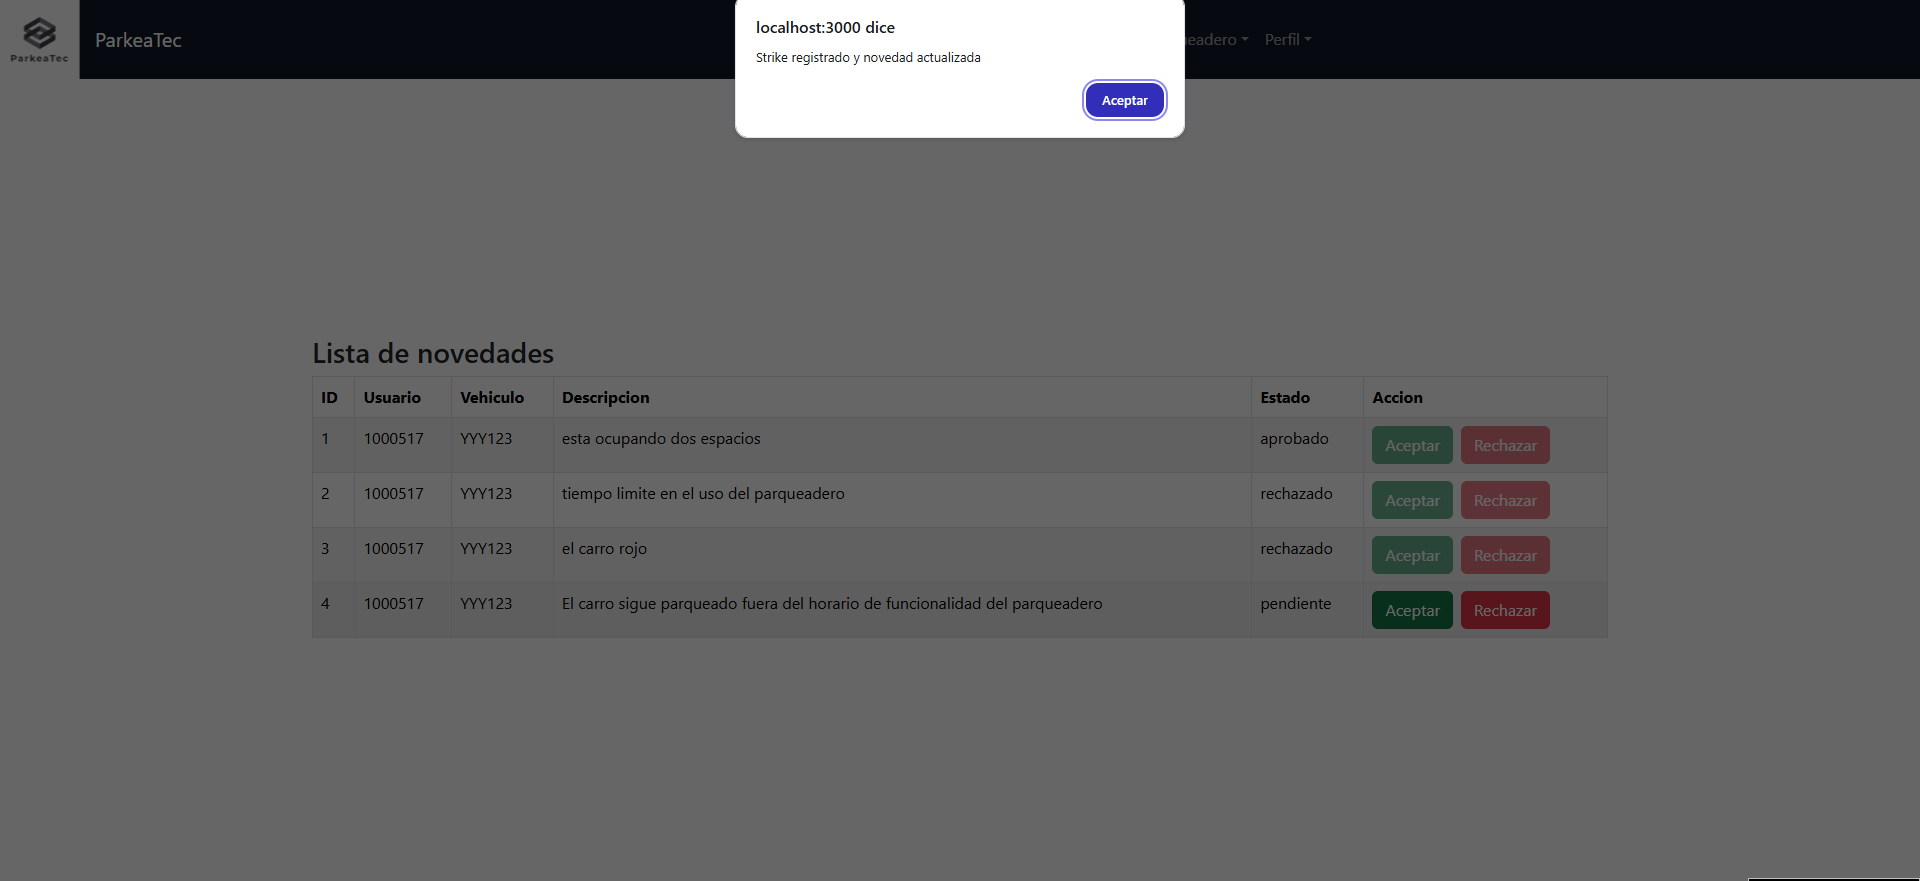 ParkeaTec
ParkeaTec
localhost:3000 dice
Strike registrado y novedad actualizada
Aceptar
Perfil
Lista de novedades
ID Usuario Vehiculo Descripcion Estado Accion
1 1000517 YYY123 esta ocupando dos espacios aprobado Aceptar Rechazar
2 1000517 YYY123 tiempo limite en el uso del parqueadero rechazado Aceptar Rechazar
3 1000517 YYY123 el carro rojo rechazado Aceptar Rechazar
4 1000517 YYY123 El carro sigue parqueado fuera del horario de funcionalidad del parqueadero pendiente Aceptar Rechazar